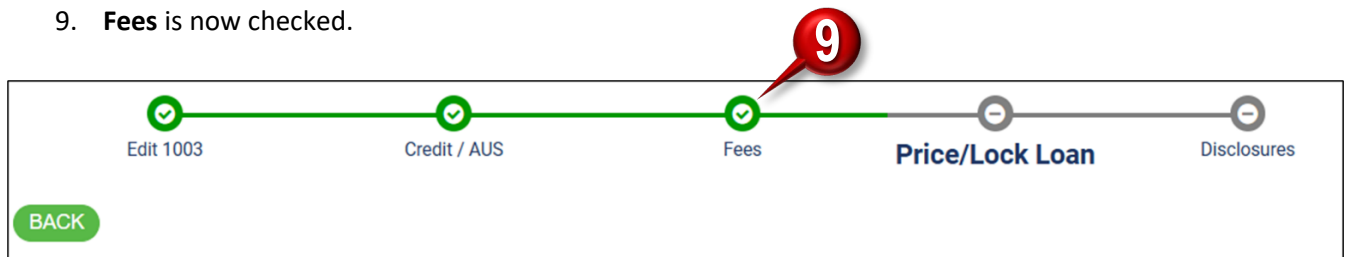 9. Fees is now checked.
9
Edit 1003
Credit / AUS
Fees
Price/Lock Loan
Disclosures
BACK